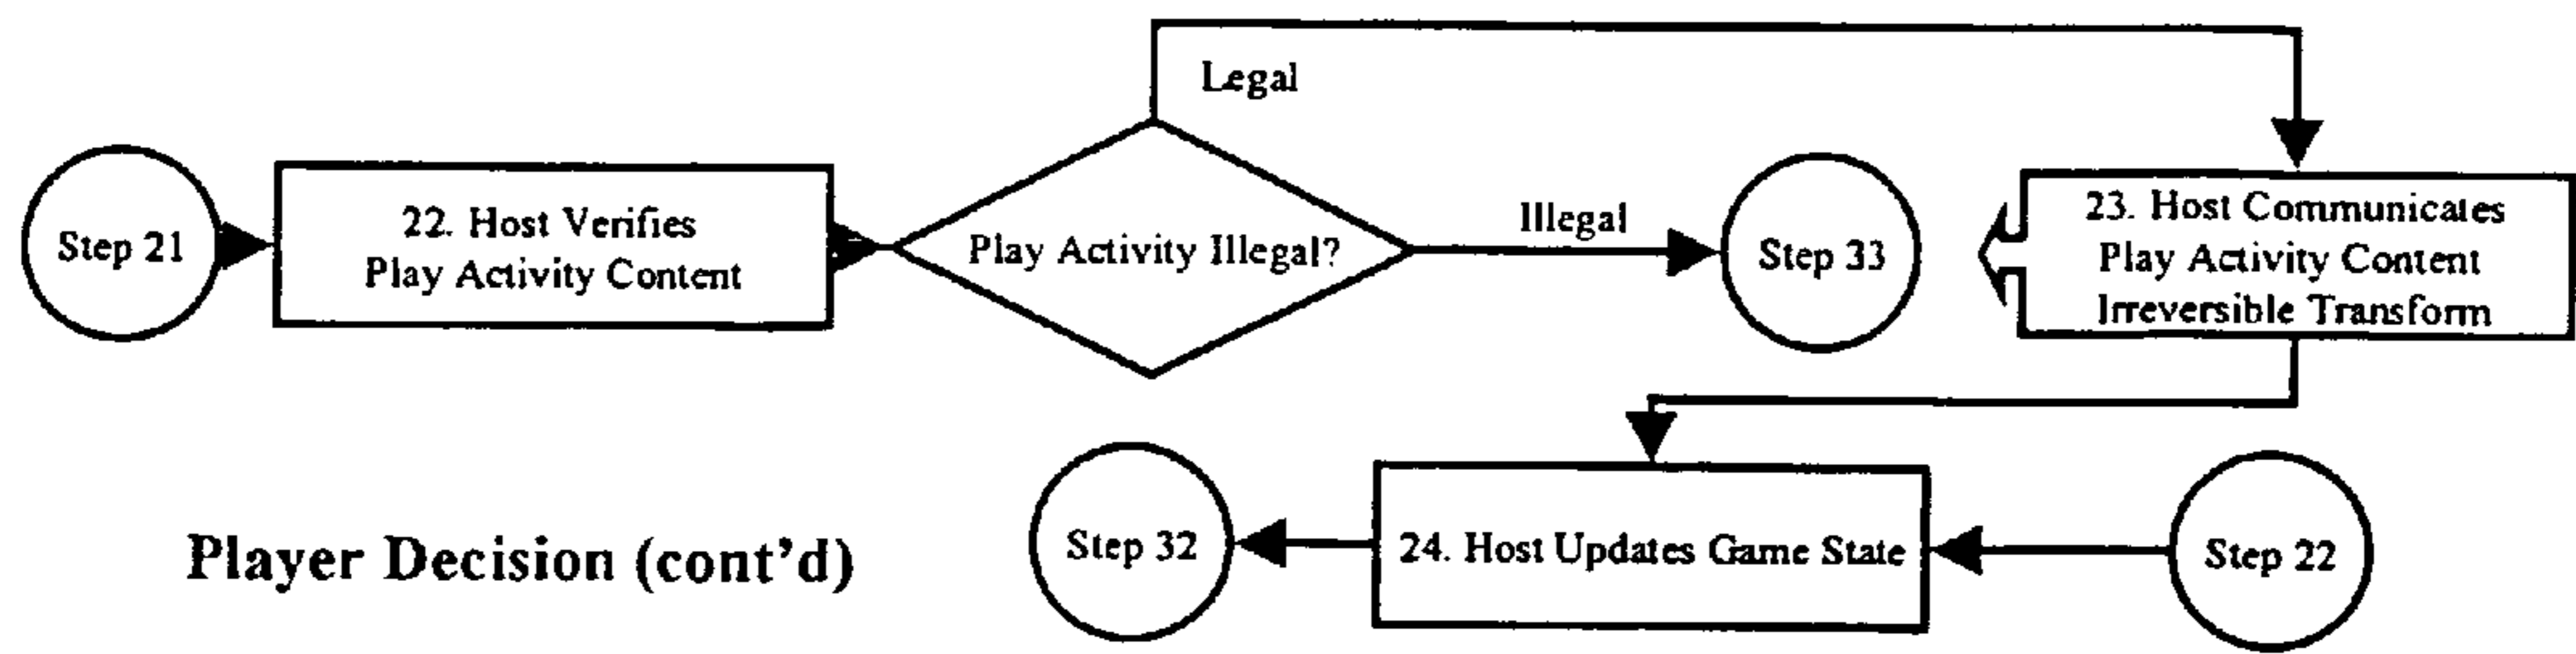 Legal
Step 21
22. Host Verifies
Play Activity Content
Play Activity Illegal?
Illegal
Step 33
23. Host Communicates
Play Activity Content
Irreversible Transform
Player Decision (cont'd)
Step 32
24. Host Updates Game State
Step 22